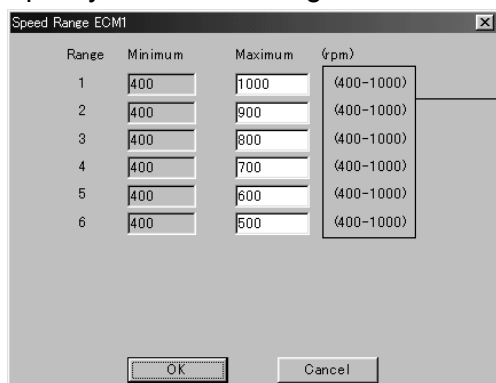 Speed Range ECM1
Range Minimum Maximum (rpm)
1 400 1000 (400-1000)
2 400 900 (400-1000)
3 400 800 (400-1000)
4 400 700 (400-1000)
5 400 600 (400-1000)
6 400 500 (400-1000)
OK Cancel